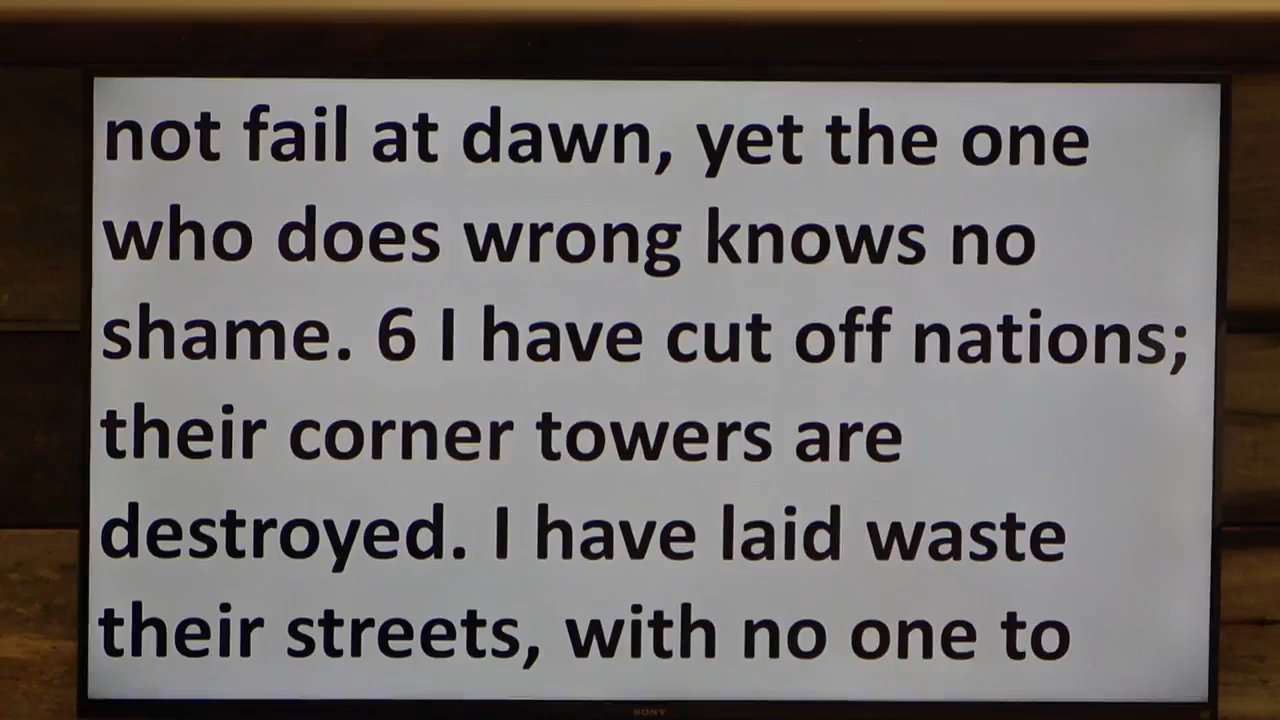 not fail at dawn, yet the one
who does wrong knows no
shame. 6 I have cut off nations;
their corner towers are
destroyed. I have laid waste
their streets, with no one to
SONY